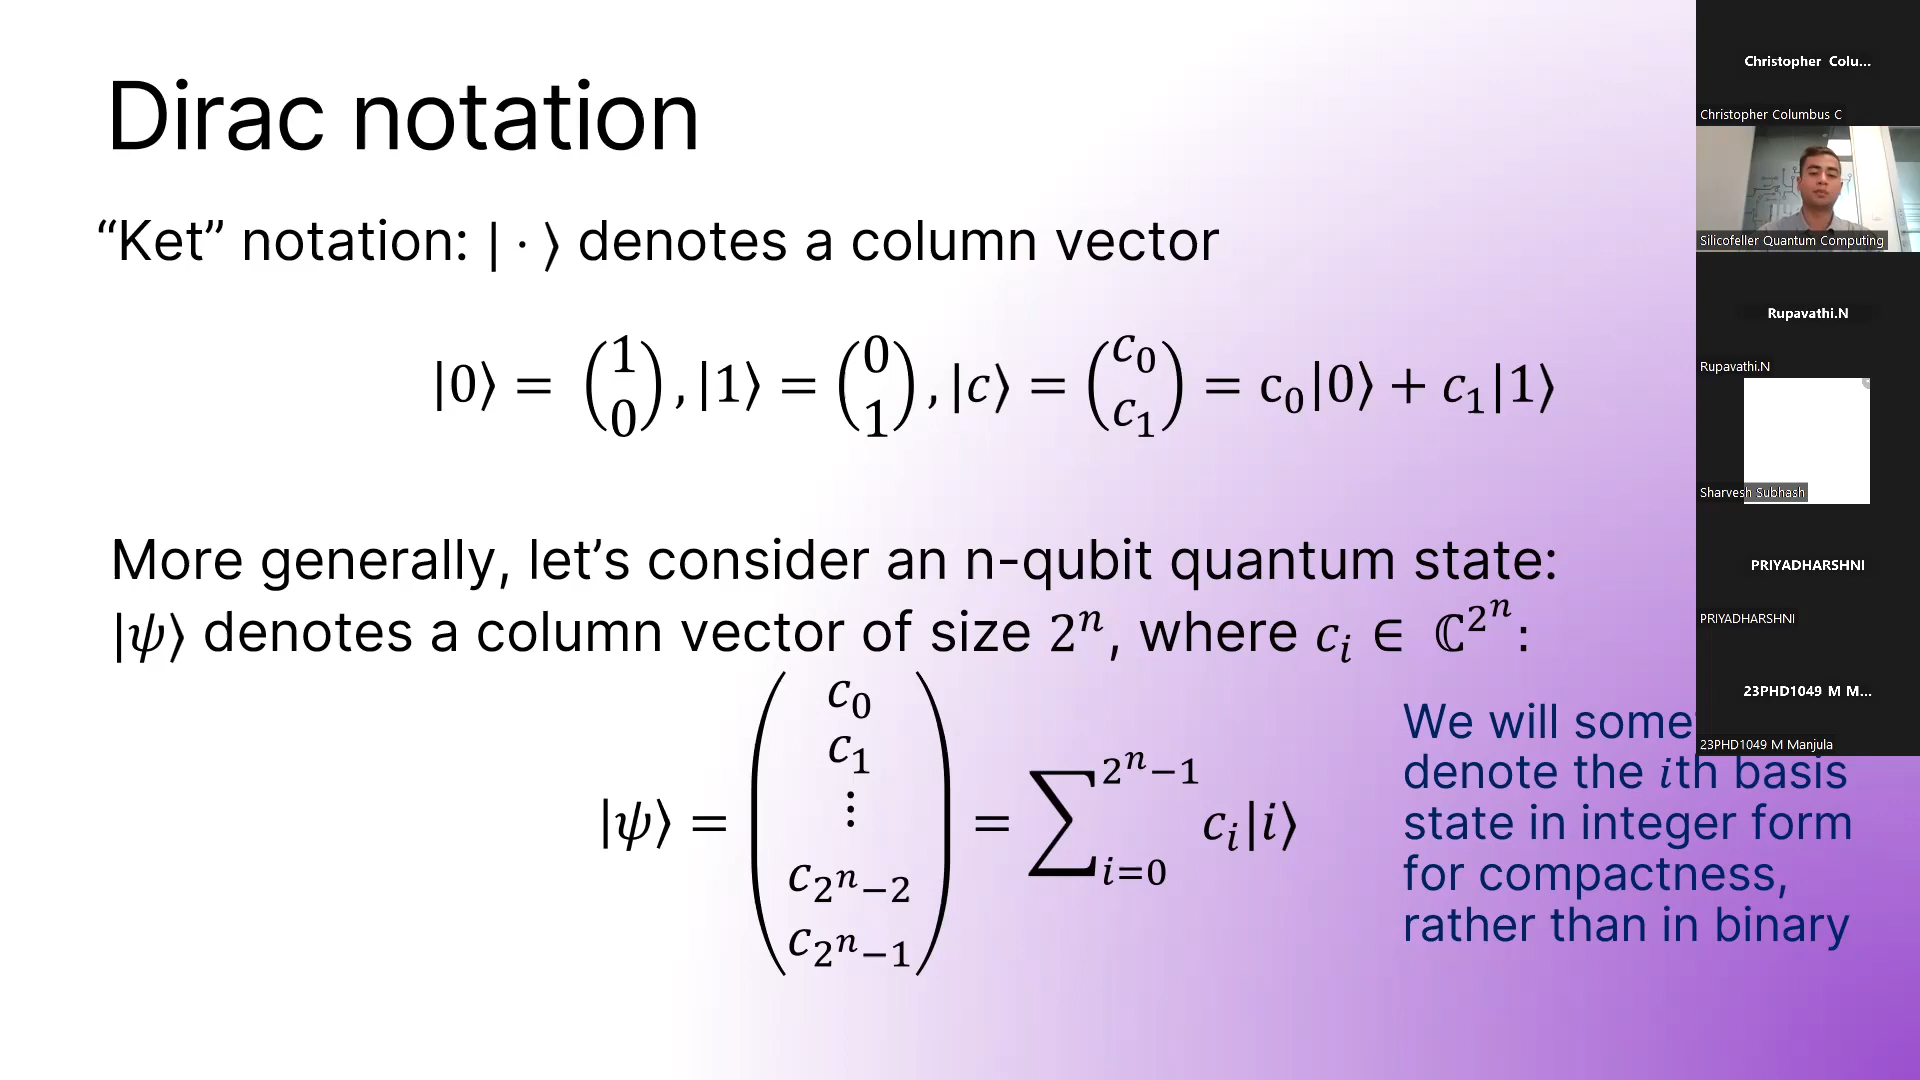 Dirac notation
“Ket” notation: | · ⟩ denotes a column vector
|0⟩ = (1 0), |1⟩ = (0 1), |c⟩ = (c₀ c₁) = c₀|0⟩ + c₁|1⟩
More generally, let’s consider an n-qubit quantum state:
|ψ⟩ denotes a column vector of size 2ⁿ, where cᵢ ∈ ℂ^{2ⁿ}:
|ψ⟩ = (c₀ c₁ ⋮ c_{2ⁿ−2} c_{2ⁿ−1}) = ∑_{i=0}^{2ⁿ−1} cᵢ|i⟩
We will some
denote the ith basis
state in integer form
for compactness,
rather than in binary
Christopher Colu...
Christopher Columbus C
Silicofeller Quantum Computing
Rupavathi.N
Rupavathi.N
Sharvesh Subhash
PRIYADHARSHNI
PRIYADHARSHNI
23PHD1049 M M...
23PHD1049 M Manjula